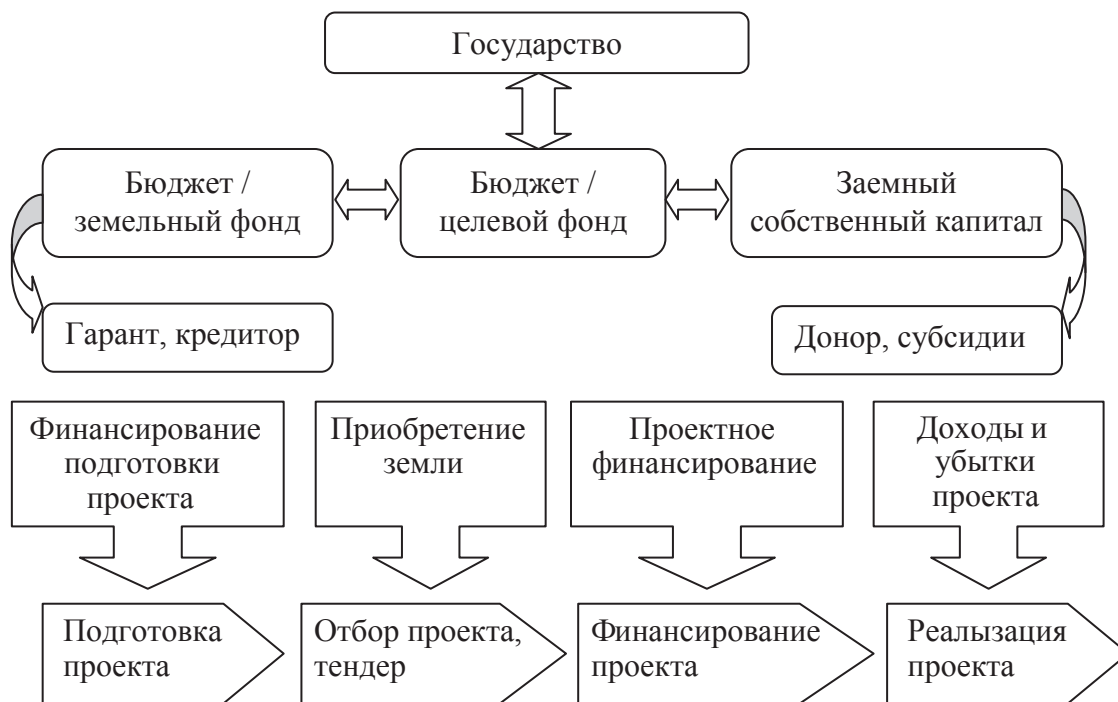 Государство
Бюджет /
земельный фонд
Бюджет /
целевой фонд
Заемный
собственный капитал
Гарант, кредитор
Донор, субсидии
Финансирование
подготовки
проекта
Приобретение
земли
Проектное
финансирование
Доходы и
убытки
проекта
Подготовка
проекта
Отбор проекта,
тендер
Финансирование
проекта
Реалызация
проекта